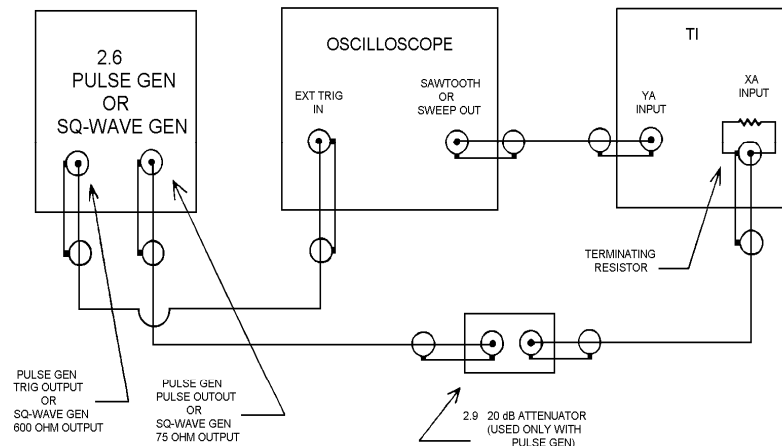 2.6
PULSE GEN
OR
SQ-WAVE GEN
OSCILLOSCOPE
EXT TRIG
IN
SAWTOOTH
OR
SWEEP OUT
TI
YA
INPUT
XA
INPUT
TERMINATING
RESISTOR
PULSE GEN
TRIG OUTPUT
OR
SQ-WAVE GEN
600 OHM OUTPUT
PULSE GEN
PULSE OUTOUT
OR
SQ-WAVE GEN
75 OHM OUTPUT
2.9 20 dB ATTENUATOR
(USED ONLY WITH
PULSE GEN)